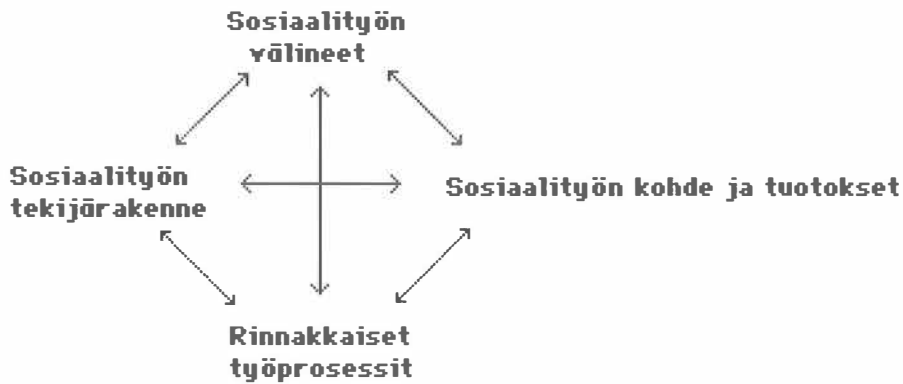 Sosiaalityön
välineet
Sosiaalityön
tekijärakenne
Sosiaalityön kohde ja tuotokset
Rinnakkaiset
työprosessit